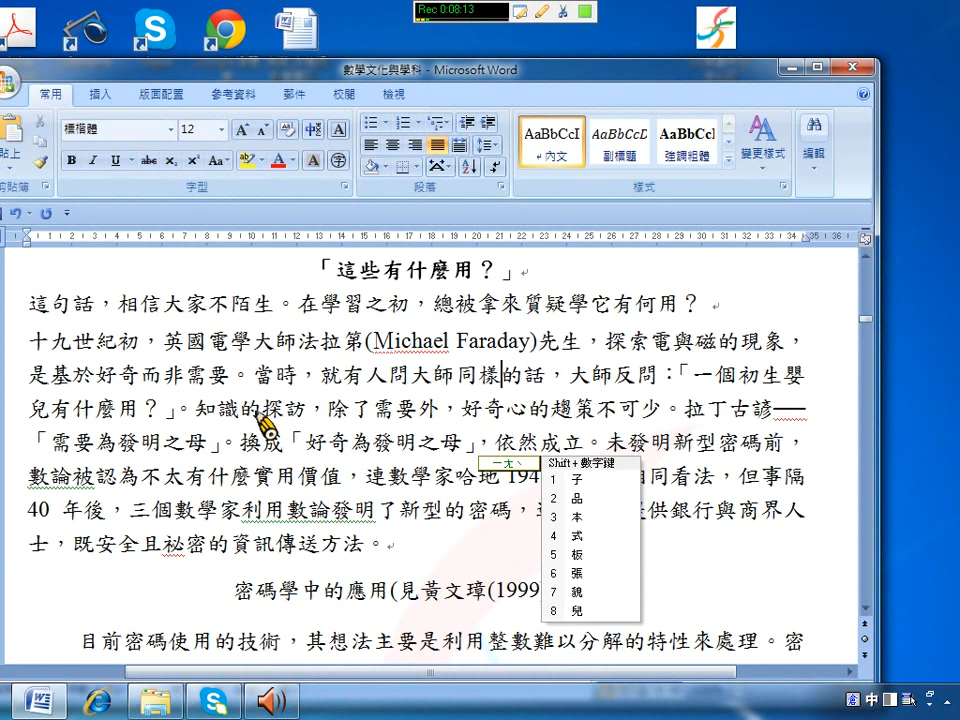 Rec 0:08:13
數學文化與學科 - Microsoft Word
常用 插入 版面配置 參考資料 郵件 校閱 檢視
標楷體 12
AaBbCcI AaBbCcD AaBbCcl
貼上 內文 副標題 強調粗體 變更樣式 編輯
剪貼簿 字型 段落 樣式
「這些有什麼用？」
這句話，相信大家不陌生。在學習之初，總被拿來質疑學它有何用？
十九世紀初，英國電學大師法拉第(Michael Faraday)先生，探索電與磁的現象，
是基於好奇而非需要。當時，就有人問大師同樣的話，大師反問：「一個初生嬰
兒有什麼用？」。知識的探訪，除了需要外，好奇心的趨策不可少。拉丁古諺──
「需要為發明之母」。換成「好奇為發明之母」，依然成立。未發明新型密碼前，
數論被認為不太有什麼實用價值，連數學家哈地 194 相同看法，但事隔
40 年後，三個數學家利用數論發明了新型的密碼， 供銀行與商界人
士，既安全且祕密的資訊傳送方法。
ㄧㄤˋ
Shift+數字鍵
1 子
2 品
3 本
4 式
5 板
6 張
7 貌
8 兒
密碼學中的應用(見黃文璋(1999)
目前密碼使用的技術，其想法主要是利用整數難以分解的特性來處理。密
中